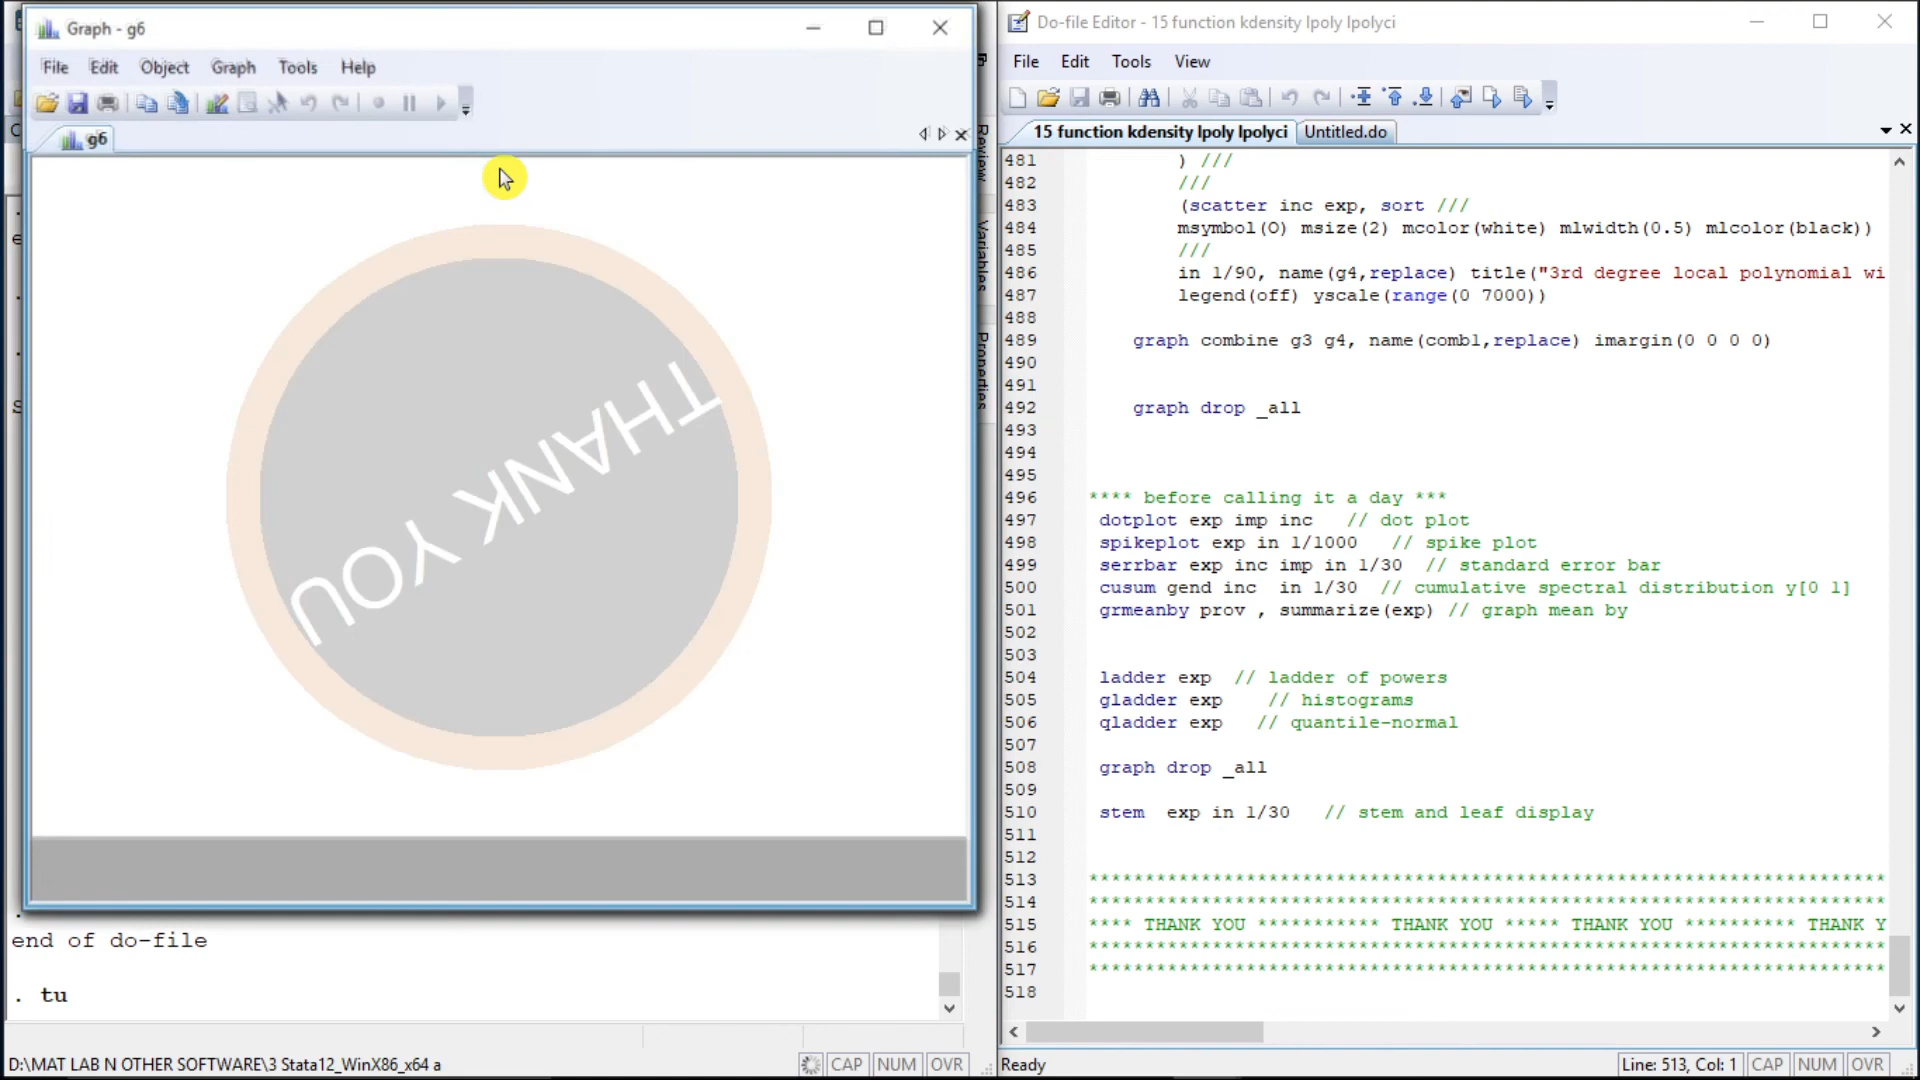 Graph - g6
File Edit Object Graph Tools Help
g6
THANK YOU
Review
Variables
Properties
end of do-file
. tu
D:\MAT LAB N OTHER SOFTWARE\3 Stata12_WinX86_x64 a
CAP NUM OVR
Do-file Editor - 15 function kdensity lpoly lpolyci
File Edit Tools View
15 function kdensity lpoly lpolyci Untitled.do
481 ) ///
482 ///
483 (scatter inc exp, sort ///
484 msymbol(O) msize(2) mcolor(white) mlwidth(0.5) mlcolor(black))
485 ///
486 in 1/90, name(g4,replace) title("3rd degree local polynomial wi
487 legend(off) yscale(range(0 7000))
488
489 graph combine g3 g4, name(comb1,replace) imargin(0 0 0 0)
490
491
492 graph drop _all
493
494
495
496 **** before calling it a day ***
497 dotplot exp imp inc // dot plot
498 spikeplot exp in 1/1000 // spike plot
499 serrbar exp inc imp in 1/30 // standard error bar
500 cusum gend inc in 1/30 // cumulative spectral distribution y[0 1]
501 grmeanby prov , summarize(exp) // graph mean by
502
503
504 ladder exp // ladder of powers
505 gladder exp // histograms
506 qladder exp // quantile-normal
507
508 graph drop _all
509
510 stem exp in 1/30 // stem and leaf display
511
512
513 ***********************************************************************
514 ***********************************************************************
515 **** THANK YOU *********** THANK YOU ***** THANK YOU ********** THANK Y
516 ***********************************************************************
517 ***********************************************************************
518
Ready
Line: 513, Col: 1 CAP NUM OVR